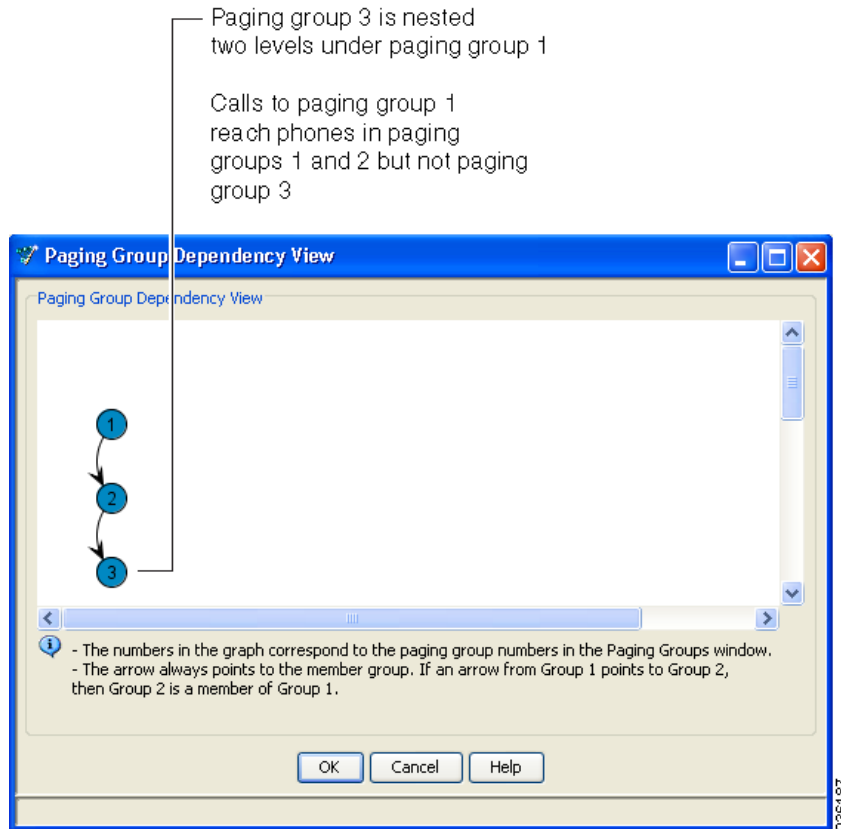 Paging group 3 is nested
two levels under paging group 1
Calls to paging group 1
reach phones in paging
groups 1 and 2 but not paging
group 3
Paging Group Dependency View
Paging Group Dependency View
1
2
3
- The numbers in the graph correspond to the paging group numbers in the Paging Groups window.
- The arrow always points to the member group. If an arrow from Group 1 points to Group 2,
then Group 2 is a member of Group 1.
OK Cancel Help